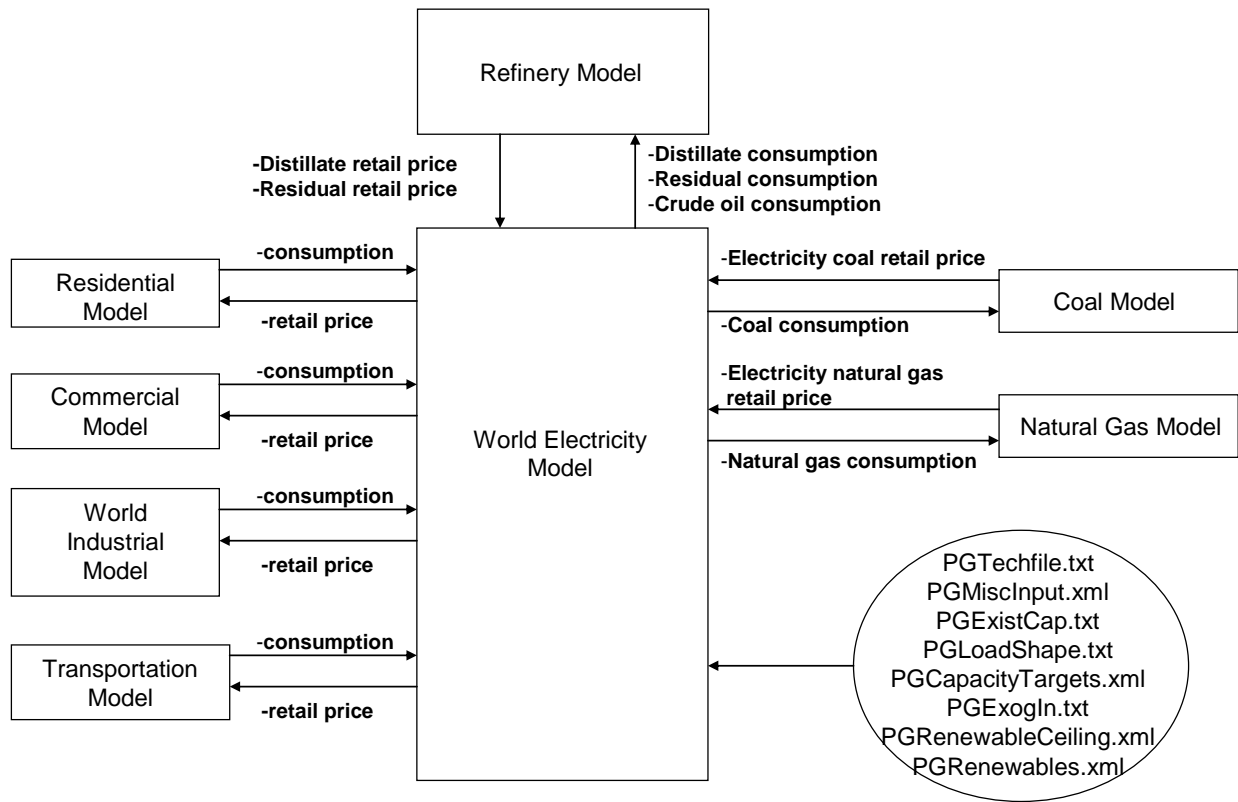 Refinery Model
-Distillate retail price
-Residual retail price
-Distillate consumption
-Residual consumption
-Crude oil consumption
Residential
Model
-consumption
-retail price
Commercial
Model
-consumption
-retail price
World
Industrial
Model
-consumption
-retail price
Transportation
Model
-consumption
-retail price
World Electricity
Model
-Electricity coal retail price
-Coal consumption
Coal Model
-Electricity natural gas
retail price
-Natural gas consumption
Natural Gas Model
PGTechfile.txt
PGMiscInput.xml
PGExistCap.txt
PGLoadShape.txt
PGCapacityTargets.xml
PGExogIn.txt
PGRenewableCeiling.xml
PGRenewables.xml